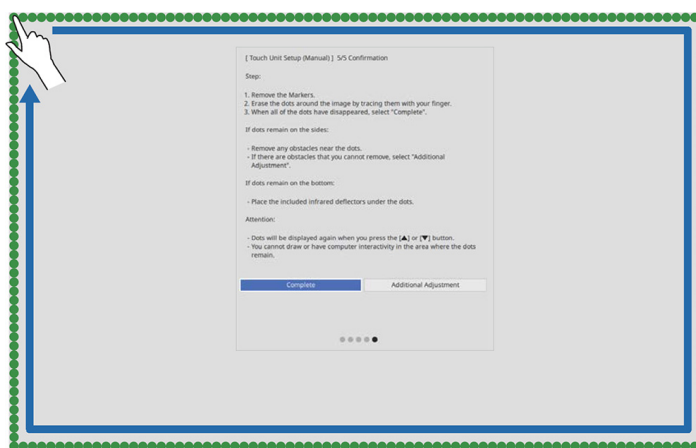 [ Touch Unit Setup (Manual) ]  5/5 Confirmation
Step:
1. Remove the Markers.
2. Erase the dots around the image by tracing them with your finger.
3. When all of the dots have disappeared, select "Complete".
If dots remain on the sides:
- Remove any obstacles near the dots.
- If there are obstacles that you cannot remove, select "Additional
Adjustment".
If dots remain on the bottom:
- Place the included infrared deflectors under the dots.
Attention:
- Dots will be displayed again when you press the [▲] or [▼] button.
- You cannot draw or have computer interactivity in the area where the dots
remain.
Complete
Additional Adjustment